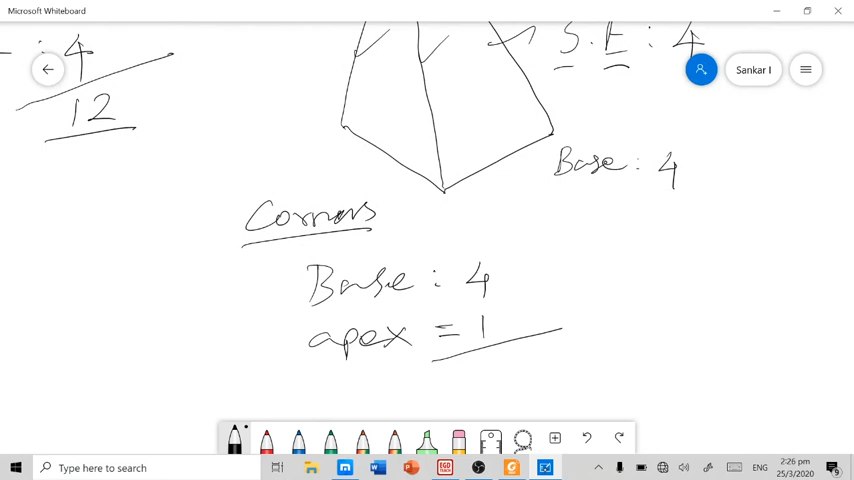 Microsoft Whiteboard
: 4
12
S.E : 4
Sankar I
Base : 4
Corners
Base : 4
apex = 1
Type here to search
ENG
2:26 pm
25/3/2020